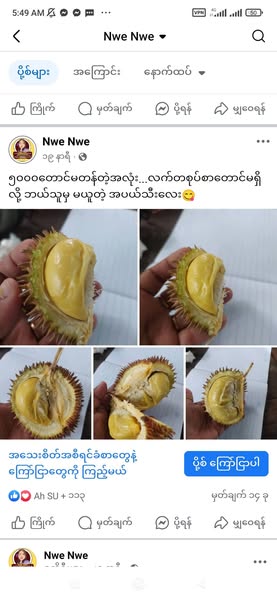 5:49 AM
VPN
50
Nwe Nwe
ပို့စ်များ
အကြောင်း
နောက်ထပ်
ကြိုက်
မှတ်ချက်
ပို့ရန်
မျှဝေရန်
Nwe Nwe
၁၉ နာရီ ·
၅၀၀၀တောင်မတန်တဲ့အလုံး...လက်တစုပ်စာတောင်မရှိ
လို့ ဘယ်သူမှ မယူတဲ့ အပယ်သီးလေး😋
အသေးစိတ်အစီရင်ခံစာတွေနဲ့
ကြော်ငြာတွေကို ကြည့်မယ်
ပို့စ် ကြော်ငြာပါ
Ah SU + ၁၁၃
မှတ်ချက် ၁၄ ခု
ကြိုက်
မှတ်ချက်
ပို့ရန်
မျှဝေရန်
Nwe Nwe